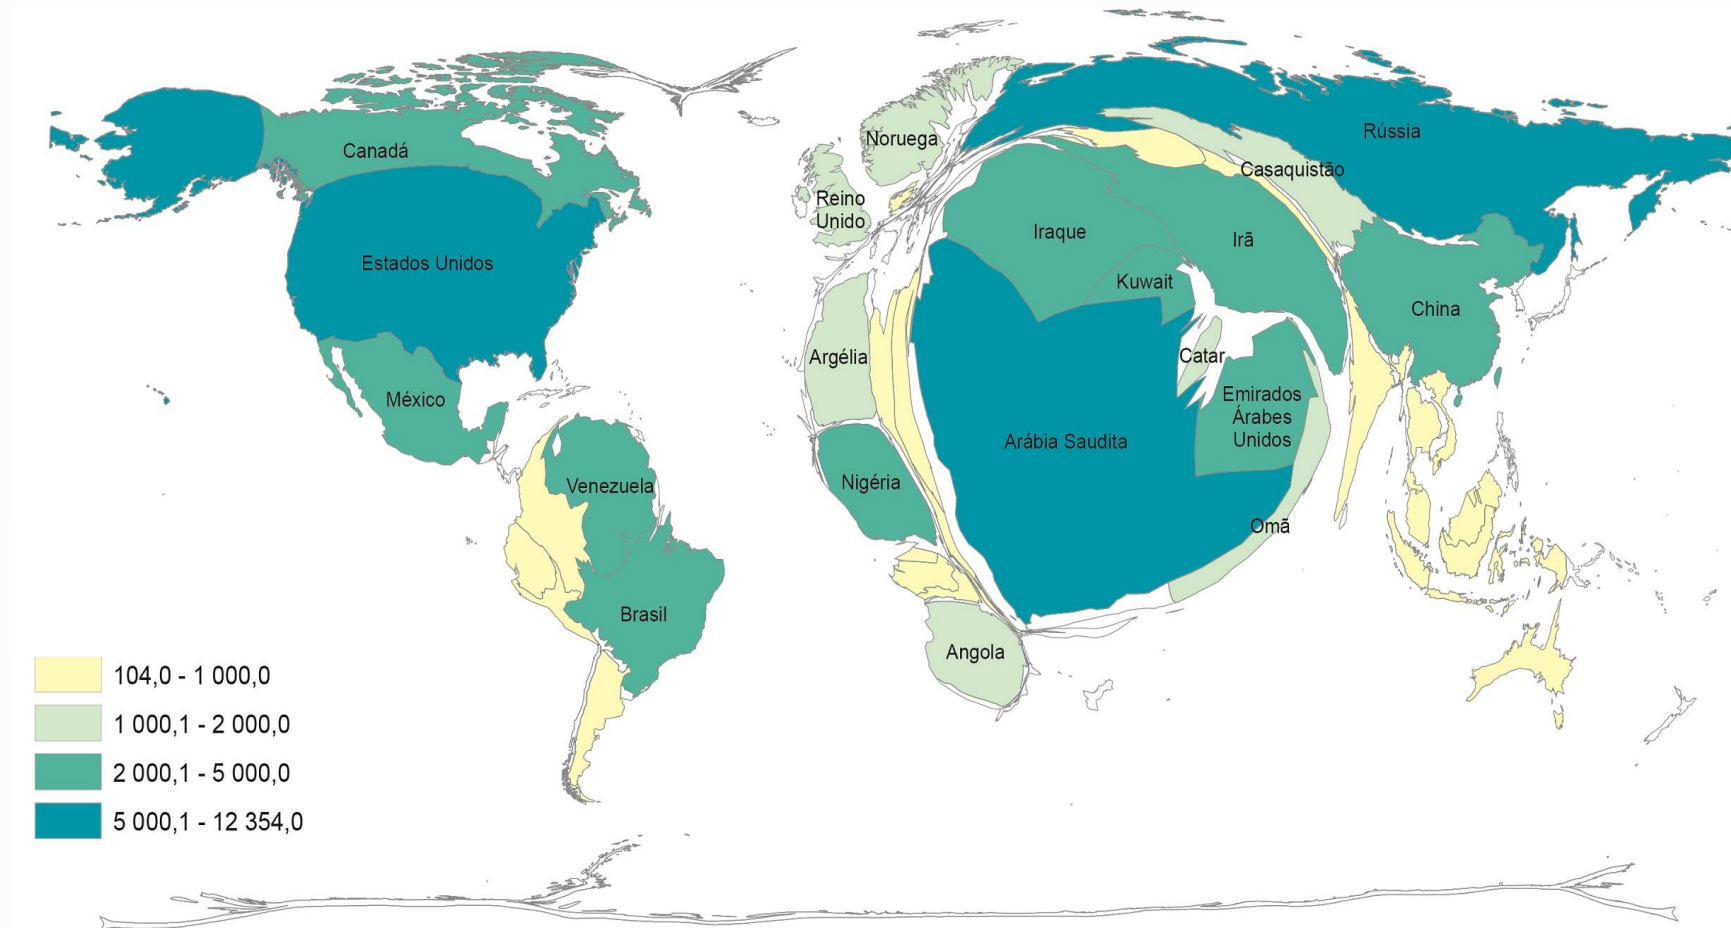 Canadá
Estados Unidos
México
Venezuela
Brasil
Noruega
Reino
Unido
Rússia
Casaquistão
Iraque
Irã
Kuwait
China
Argélia
Catar
Emirados
Árabes
Unidos
Arábia Saudita
Nigéria
Omã
Angola
104,0 - 1 000,0
1 000,1 - 2 000,0
2 000,1 - 5 000,0
5 000,1 - 12 354,0